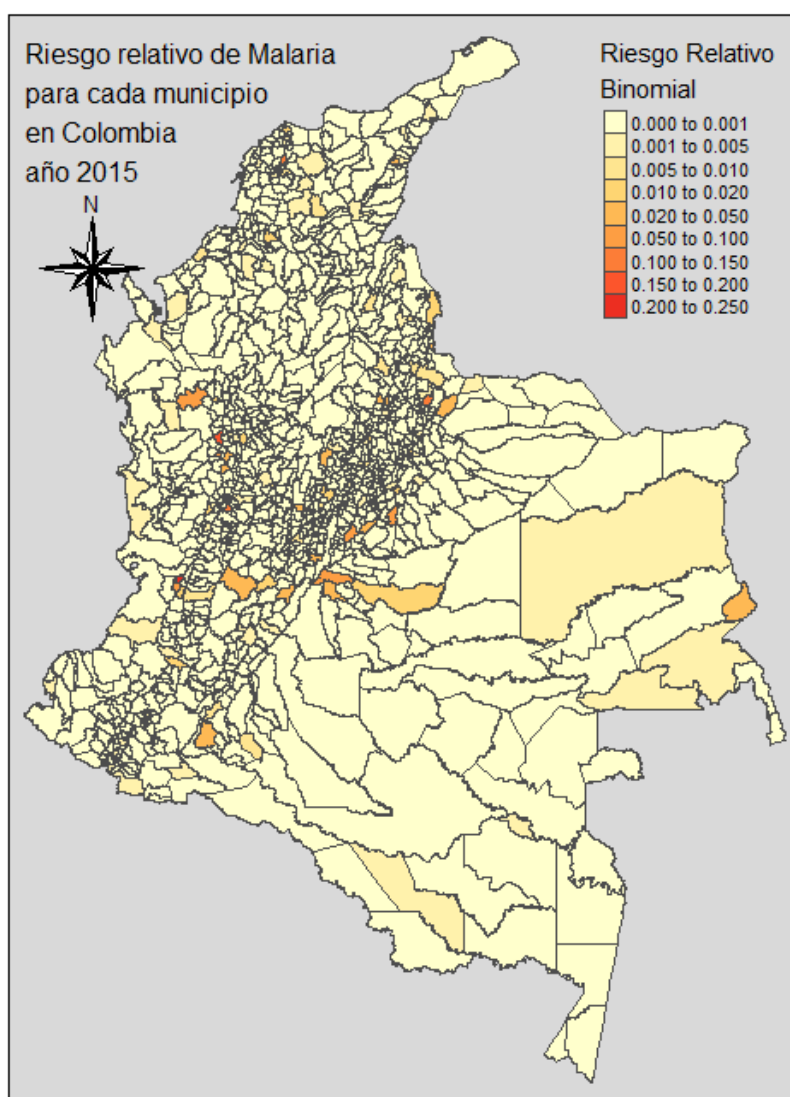 Riesgo relativo de Malaria
para cada municipio
en Colombia
año 2015
N
Riesgo Relativo
Binomial
0.000 to 0.001
0.001 to 0.005
0.005 to 0.010
0.010 to 0.020
0.020 to 0.050
0.050 to 0.100
0.100 to 0.150
0.150 to 0.200
0.200 to 0.250